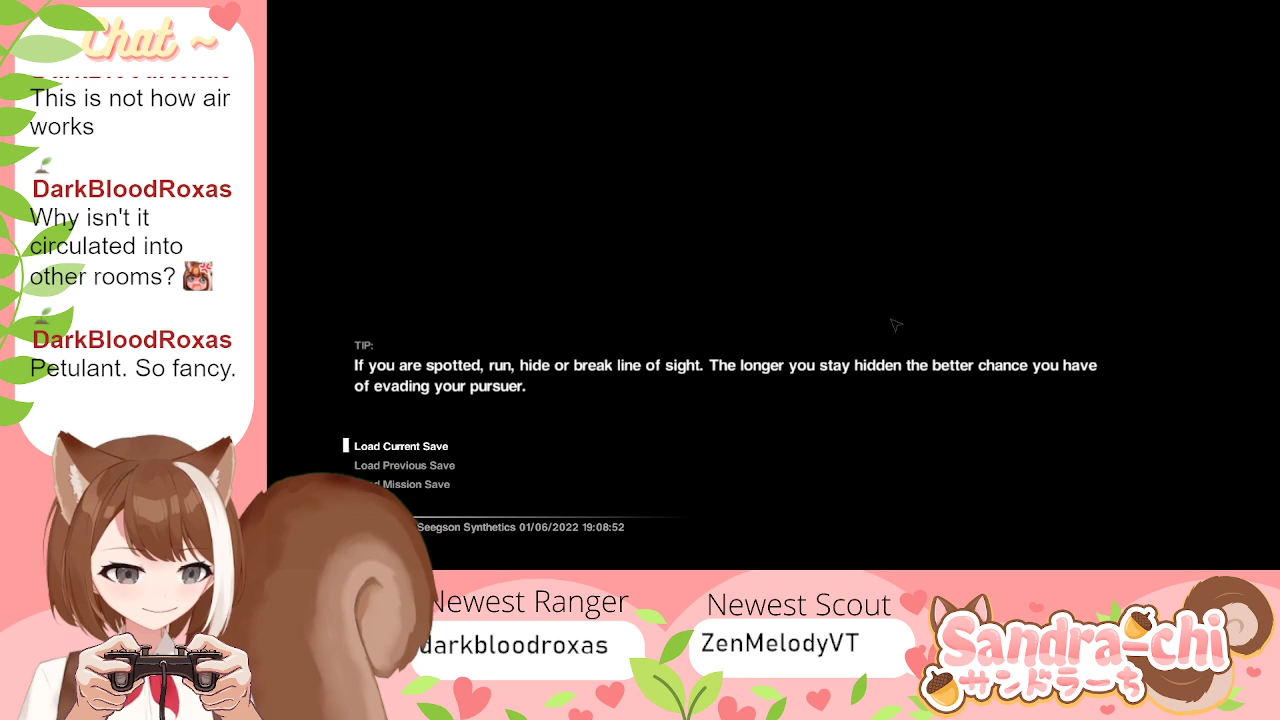 Chat ~
DarkBloodRoxas
This is not how air
works
DarkBloodRoxas
Why isn't it
circulated into
other rooms?
DarkBloodRoxas
Petulant. So fancy.
TIP:
If you are spotted, run, hide or break line of sight. The longer you stay hidden the better chance you have
of evading your pursuer.
Load Current Save
Load Previous Save
Mission Save
Seegson Synthetics 01/06/2022 19:08:52
Newest Ranger
darkbloodroxas
Newest Scout
ZenMelodyVT
Sandra-chi
サンドラーち